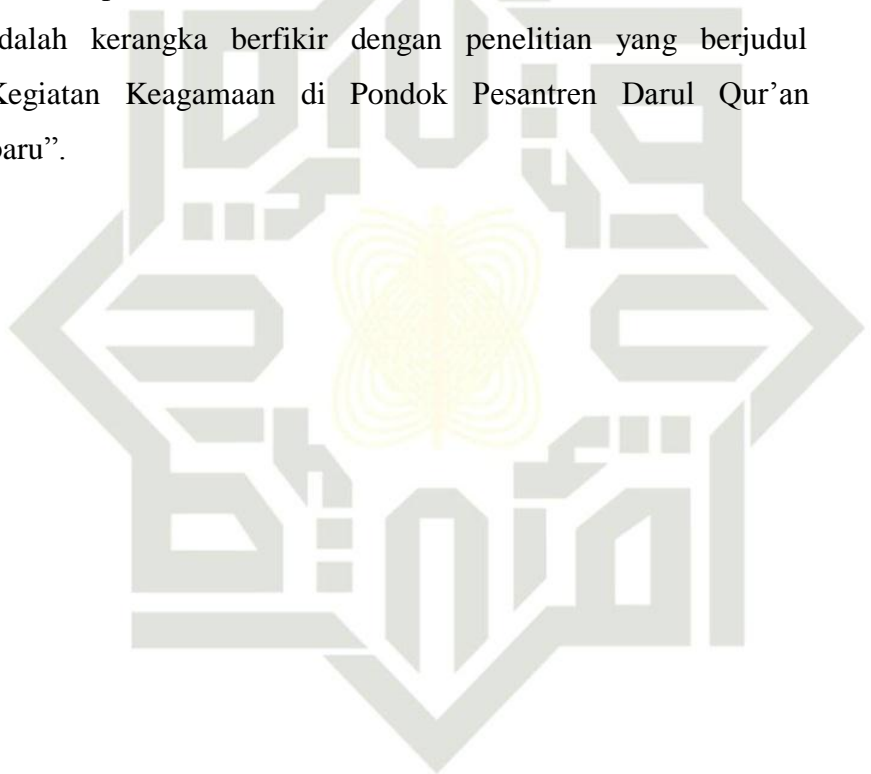 dalah kerangka berfikir dengan penelitian yang berjudul
Kegiatan Keagamaan di Pondok Pesantren Darul Qur’an
baru”.